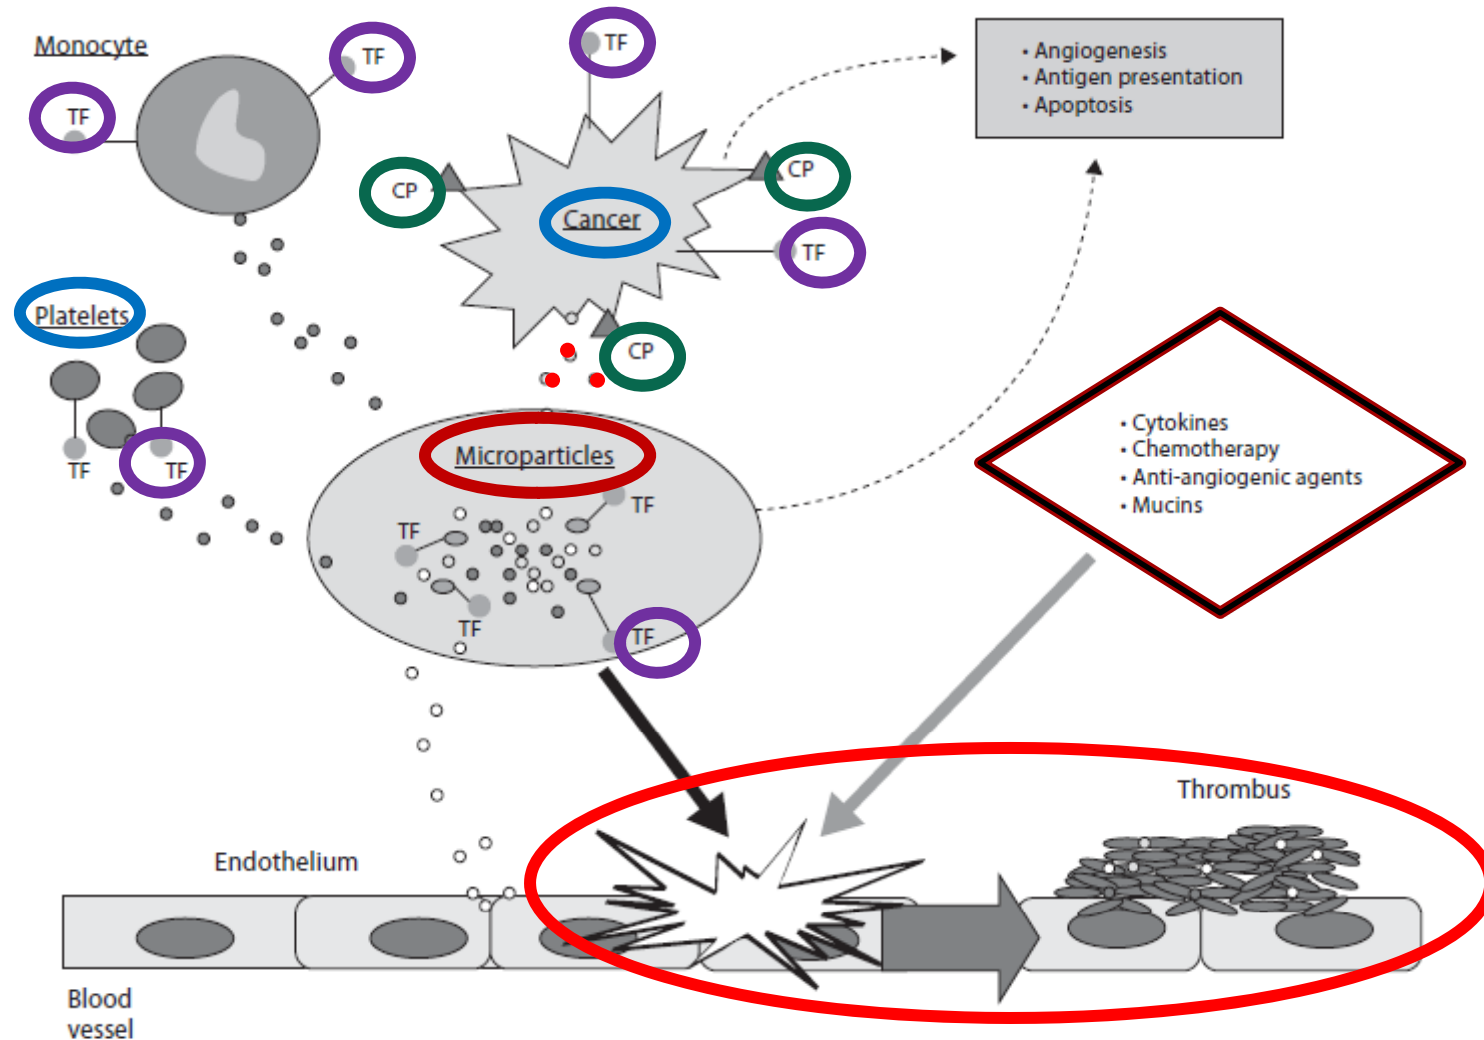 Monocyte
TF
TF
TF
• Angiogenesis
• Antigen presentation
• Apoptosis
CP
CP
Cancer
TF
Platelets
CP
TF
TF
Microparticles
TF
TF
TF
TF
• Cytokines
• Chemotherapy
• Anti-angiogenic agents
• Mucins
Thrombus
Endothelium
Blood
vessel